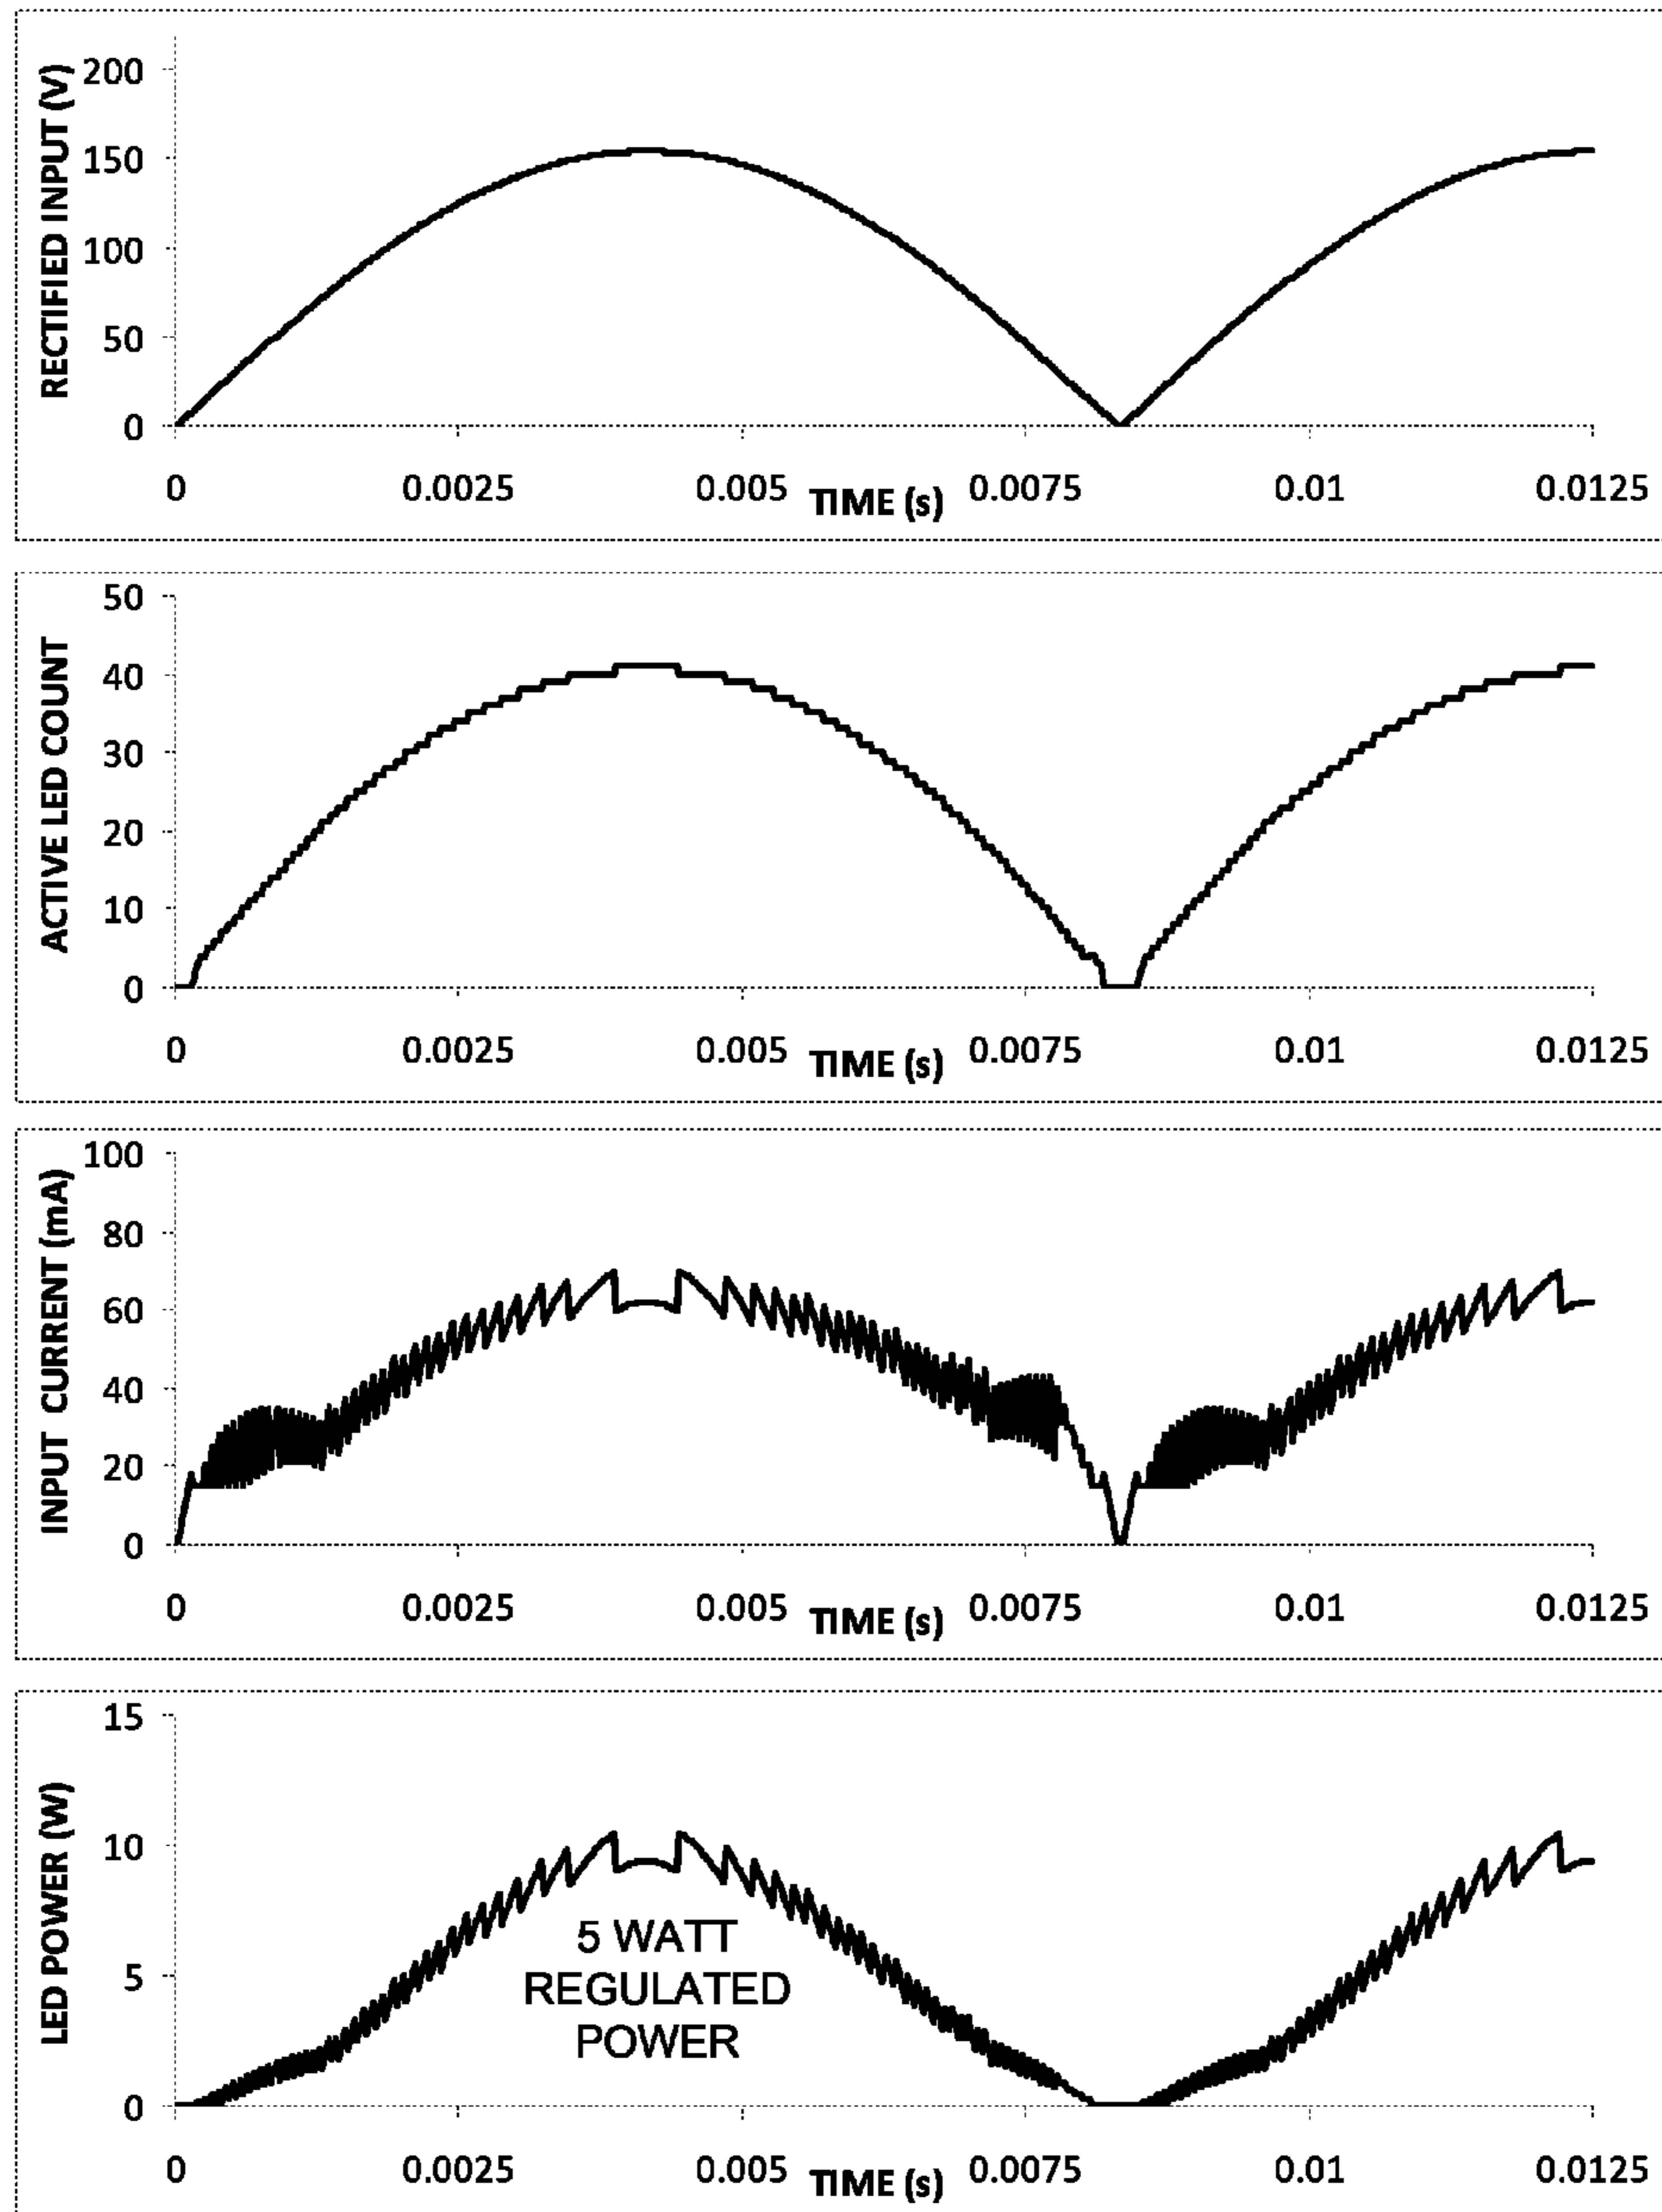 RECTIFIED INPUT (V)
200
150
100
50
0
0 0.0025 0.005 0.0075 0.01 0.0125
TIME (s)
ACTIVE LED COUNT
50
40
30
20
10
0
0 0.0025 0.005 0.0075 0.01 0.0125
TIME (s)
INPUT CURRENT (mA)
100
80
60
40
20
0
0 0.0025 0.005 0.0075 0.01 0.0125
TIME (s)
LED POWER (W)
15
10
5
0
5 WATT
REGULATED
POWER
0 0.0025 0.005 0.0075 0.01 0.0125
TIME (s)